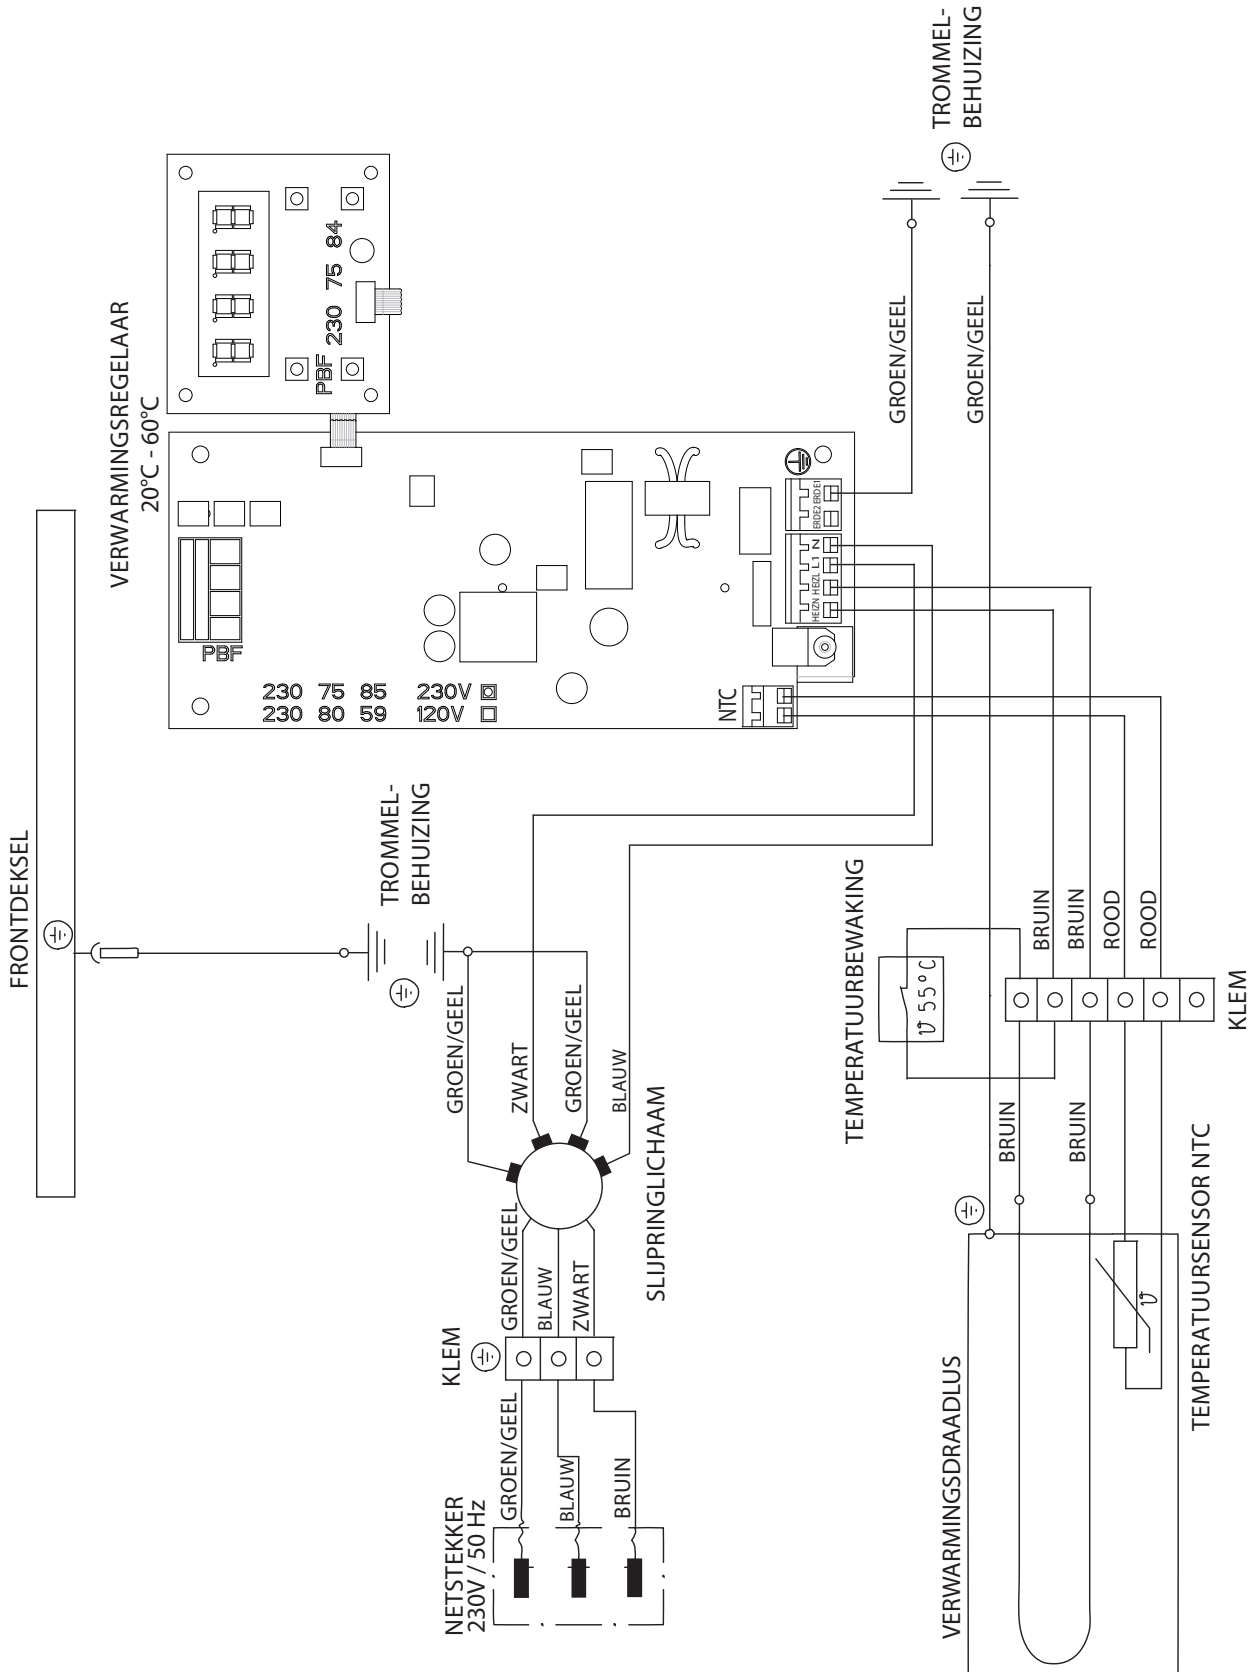 FRONTDEKSEL
VERWARMINGSREGELAAR
20°C - 60°C
PBF
230 75 84
PBF
230 75 85 230V
230 80 59 120V
NTC
HEIZN HEIZL L1 N
ERDE2 ERDE1
TROMMEL-
BEHUIZING
GROEN/GEEL
GROEN/GEEL
TROMMEL-
BEHUIZING
GROEN/GEEL
ZWART
GROEN/GEEL
BLAUW
SLIJPRINGLICHAAM
GROEN/GEEL
BLAUW
ZWART
KLEM
GROEN/GEEL
BLAUW
BRUIN
NETSTEKKER
230V / 50 Hz
TEMPERATUURBEWAKING
ϑ 55°C
BRUIN
BRUIN
ROOD
ROOD
KLEM
BRUIN
BRUIN
ϑ
TEMPERATUURSENSOR NTC
VERWARMINGSDRAADLUS